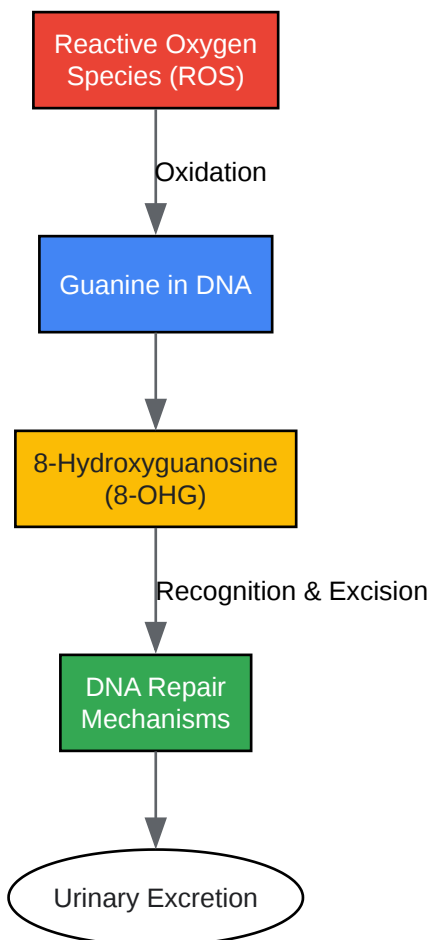 Reactive Oxygen
Species (ROS)
Oxidation
Guanine in DNA
8-Hydroxyguanosine
(8-OHG)
Recognition & Excision
DNA Repair
Mechanisms
Urinary Excretion